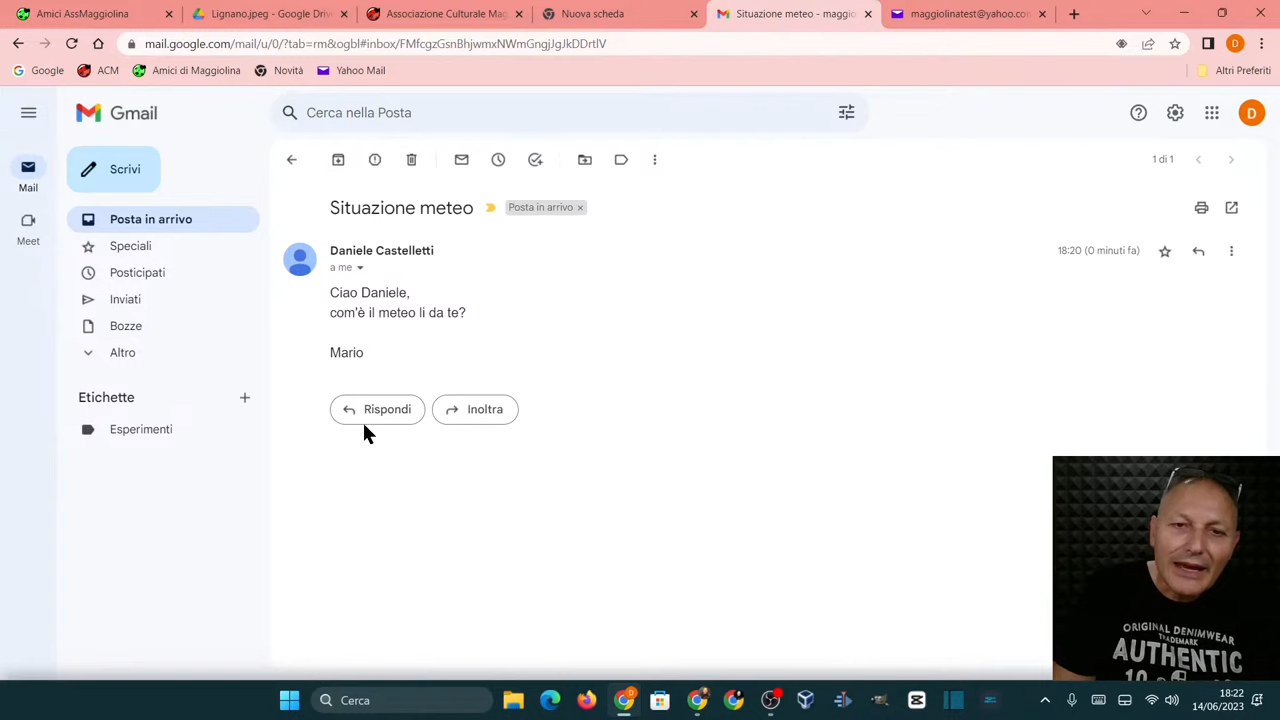 Amici AssMaggiolina
Lignano.jpeg - Google Driv
Associazione Culturale Mag
Nuova scheda
Situazione meteo - maggio
maggiolinatest@yahoo.co
mail.google.com/mail/u/0/?tab=rm&ogbl#inbox/FMfcgzGsnBhjwmxNWmGngjJgJkDDrtlV
D
Google
ACM
Amici di Maggiolina
Novità
Yahoo Mail
Altri Preferiti
Gmail
Cerca nella Posta
D
Scrivi
1 di 1
Mail
Situazione meteo
Posta in arrivo ×
Posta in arrivo
Meet
Speciali
Daniele Castelletti
18:20 (0 minuti fa)
a me
Posticipati
Ciao Daniele,
Inviati
com'è il meteo li da te?
Bozze
Altro
Mario
Etichette
Rispondi
Inoltra
Esperimenti
ORIGINAL DENIMWEAR
TRADEMARK
AUTHENTIC
Cerca
18:22
14/06/2023